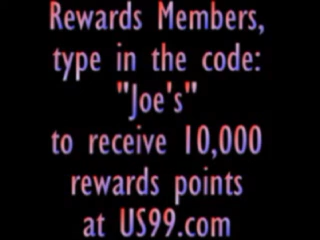 Rewards Members,
type in the code:
"Joe's"
to receive 10,000
rewards points
at US99.com